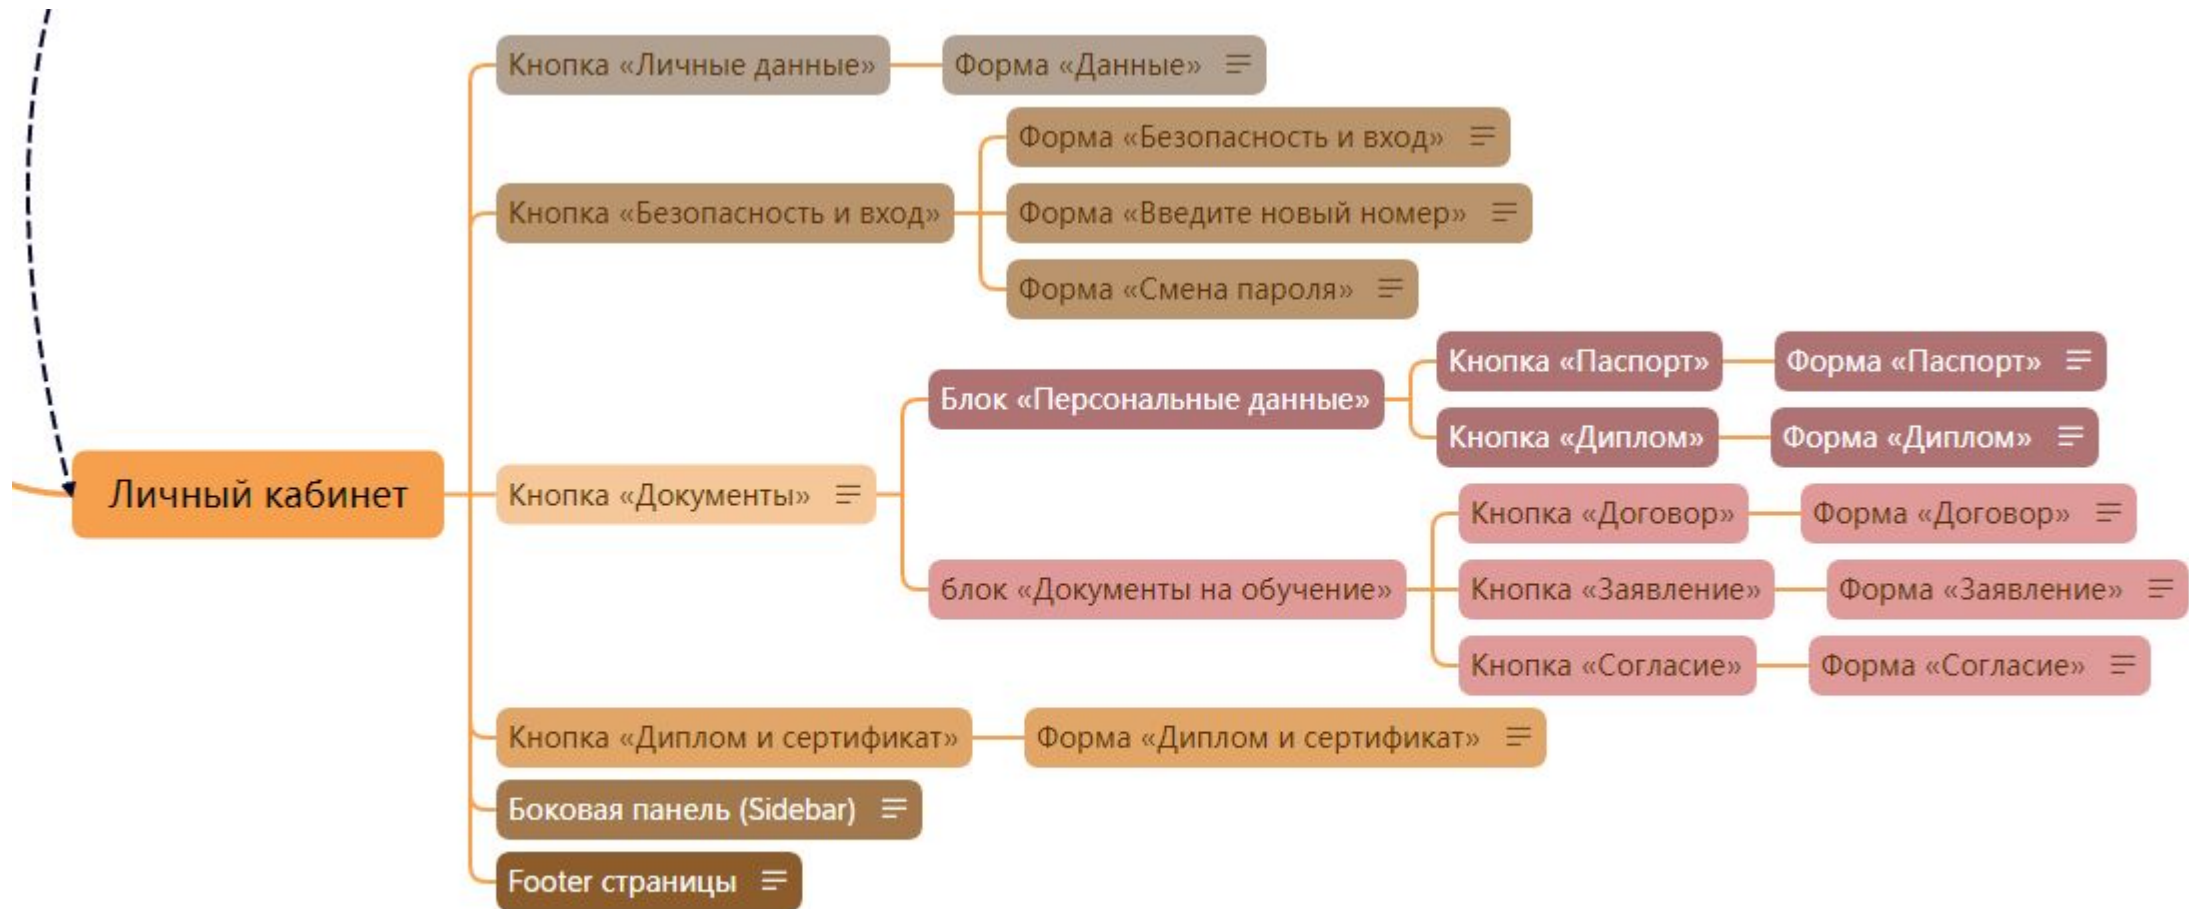 Кнопка «Личные данные»
Форма «Данные»
Форма «Безопасность и вход»
Кнопка «Безопасность и вход»
Форма «Введите новый номер»
Форма «Смена пароля»
Кнопка «Паспорт»
Форма «Паспорт»
Блок «Персональные данные»
Кнопка «Диплом»
Форма «Диплом»
Личный кабинет
Кнопка «Документы»
Кнопка «Договор»
Форма «Договор»
блок «Документы на обучение»
Кнопка «Заявление»
Форма «Заявление»
Кнопка «Согласие»
Форма «Согласие»
Кнопка «Диплом и сертификат»
Форма «Диплом и сертификат»
Боковая панель (Sidebar)
Footer страницы